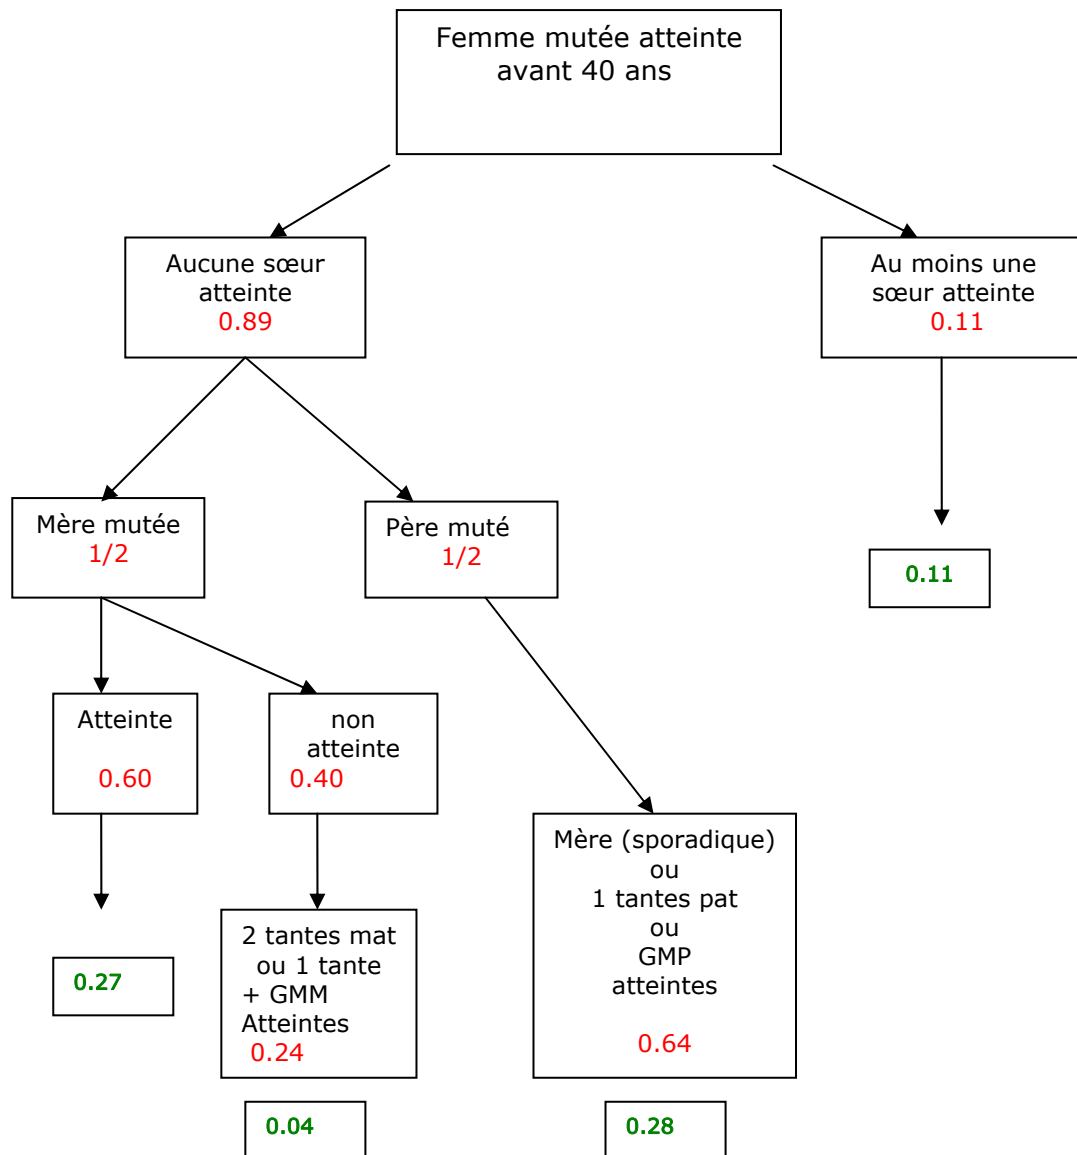 Femme mutée atteinte
avant 40 ans
Aucune sœur
atteinte
0.89
Au moins une
sœur atteinte
0.11
Mère mutée
1/2
Père muté
1/2
0.11
Atteinte
0.60
non
atteinte
0.40
Mère (sporadique)
ou
1 tantes pat
ou
GMP
atteintes
0.64
2 tantes mat
ou 1 tante
+ GMM
Atteintes
0.24
0.27
0.04
0.28